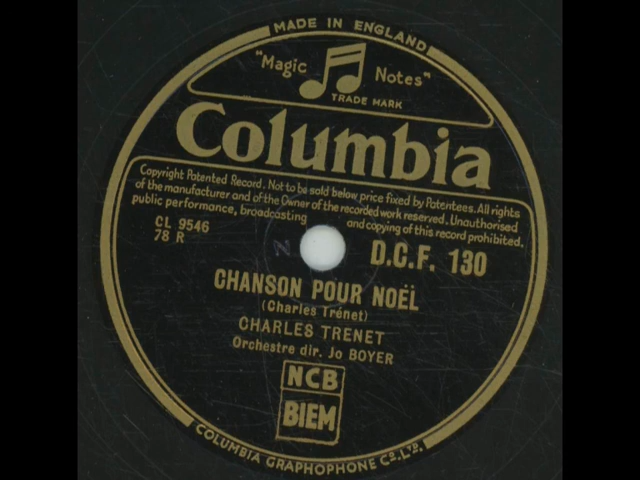 MADE IN ENGLAND
"Magic Notes"
TRADE MARK
Columbia
Copyright Patented Record. Not to be sold below price fixed by Patentees. All rights
of the manufacturer and of the Owner of the recorded work reserved. Unauthorised
public performance, broadcasting and copying of this record prohibited.
CL 9546
78 R
N
D.C.F. 130
CHANSON POUR NOËL
(Charles Trénet)
CHARLES TRENET
Orchestre dir. Jo BOYER
NCB
BIEM
COLUMBIA GRAPHOPHONE Co. LTD.